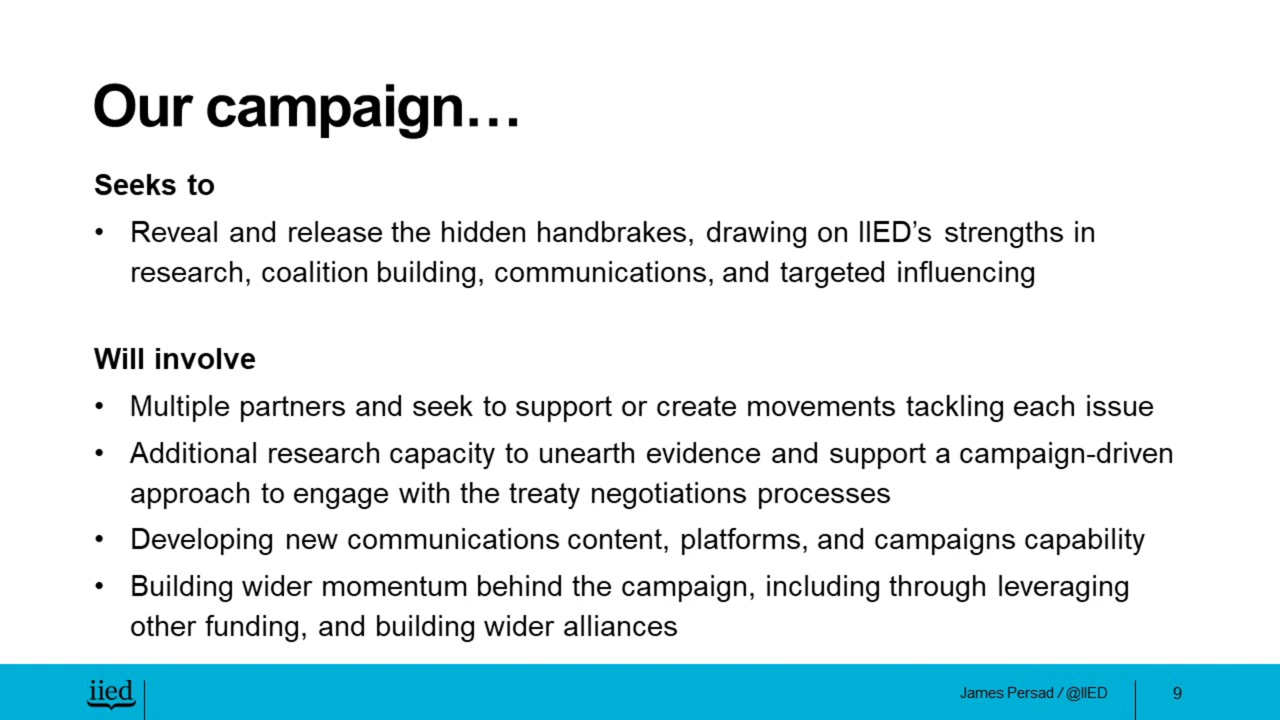 Our campaign…
Seeks to
• Reveal and release the hidden handbrakes, drawing on IIED’s strengths in
research, coalition building, communications, and targeted influencing
Will involve
• Multiple partners and seek to support or create movements tackling each issue
• Additional research capacity to unearth evidence and support a campaign-driven
approach to engage with the treaty negotiations processes
• Developing new communications content, platforms, and campaigns capability
• Building wider momentum behind the campaign, including through leveraging
other funding, and building wider alliances
iied
James Persad / @IIED
9